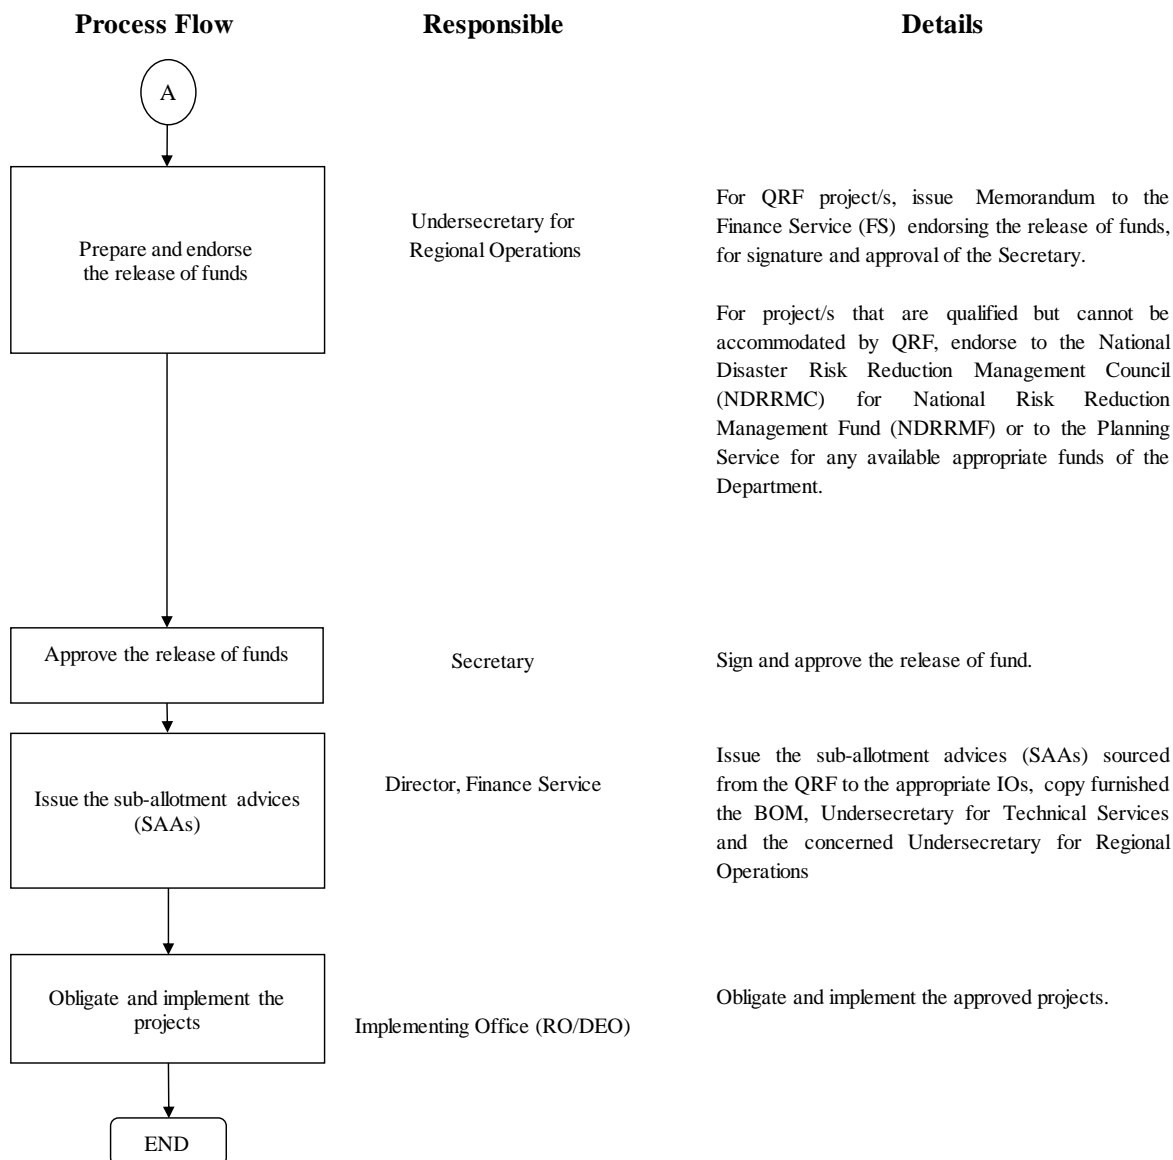 Process Flow Responsible Details
A
Prepare and endorse
the release of funds
Undersecretary for
Regional Operations
For QRF project/s, issue Memorandum to the
Finance Service (FS) endorsing the release of funds,
for signature and approval of the Secretary.
For project/s that are qualified but cannot be
accommodated by QRF, endorse to the National
Disaster Risk Reduction Management Council
(NDRRMC) for National Risk Reduction
Management Fund (NDRRMF) or to the Planning
Service for any available appropriate funds of the
Department.
Approve the release of funds
Secretary
Sign and approve the release of fund.
Issue the sub-allotment advices
(SAAs)
Director, Finance Service
Issue the sub-allotment advices (SAAs) sourced
from the QRF to the appropriate IOs, copy furnished
the BOM, Undersecretary for Technical Services
and the concerned Undersecretary for Regional
Operations
Obligate and implement the
projects
Implementing Office (RO/DEO)
Obligate and implement the approved projects.
END